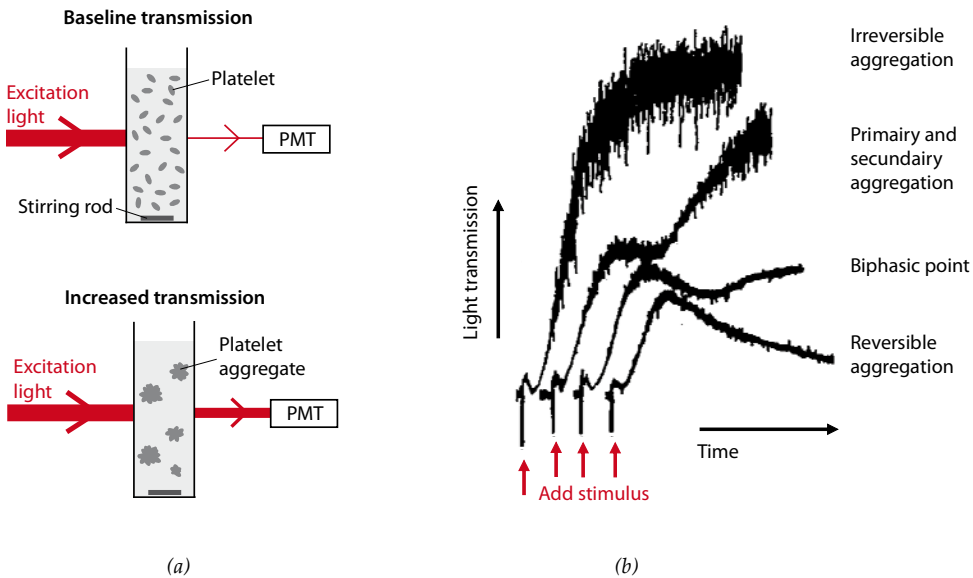 Baseline transmission
Platelet
Excitation
light
PMT
Stirring rod
Increased transmission
Platelet
aggregate
Excitation
light
PMT
(a)
Irreversible
aggregation
Primairy and
secundairy
aggregation
Biphasic point
Reversible
aggregation
Light transmission
Time
Add stimulus
(b)